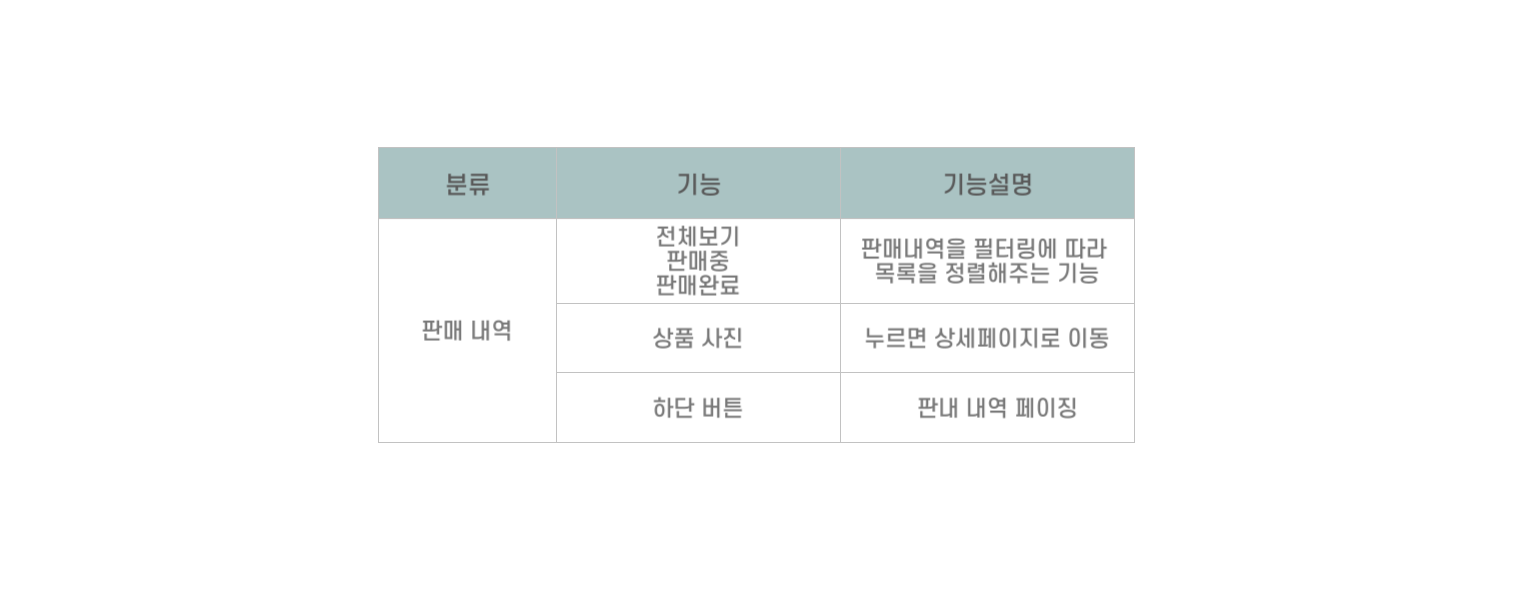 분류
기능
기능설명
판매 내역
전체보기
판매중
판매완료
판매내역을 필터링에 따라
목록을 정렬해주는 기능
상품 사진
누르면 상세페이지로 이동
하단 버튼
판내 내역 페이징